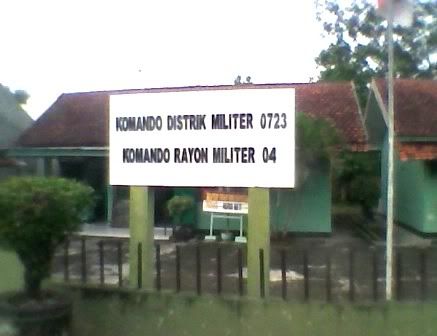 KOMANDO DISTRIK MILITER 0723
KOMANDO RAYON MILITER 04